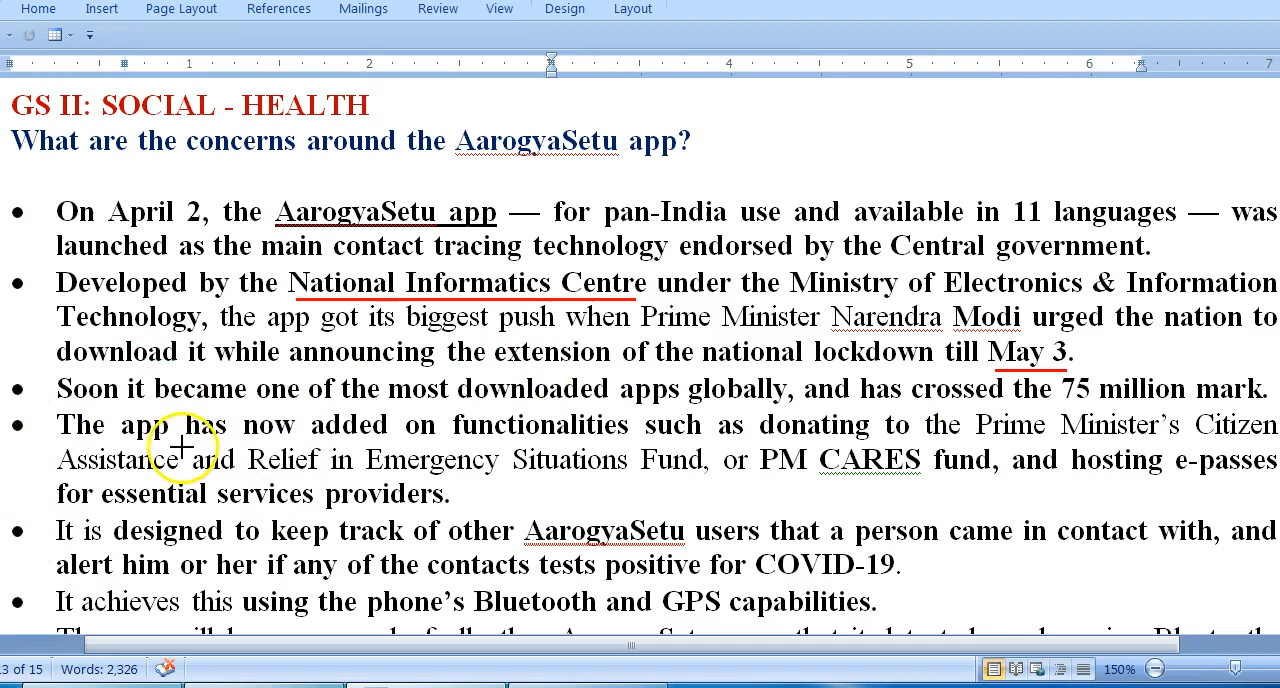 Home Insert Page Layout References Mailings Review View Design Layout
1 2 4 5 6 7
GS II: SOCIAL - HEALTH
What are the concerns around the AarogyaSetu app?
• On April 2, the AarogyaSetu app — for pan-India use and available in 11 languages — was
launched as the main contact tracing technology endorsed by the Central government.
• Developed by the National Informatics Centre under the Ministry of Electronics & Information
Technology, the app got its biggest push when Prime Minister Narendra Modi urged the nation to
download it while announcing the extension of the national lockdown till May 3.
• Soon it became one of the most downloaded apps globally, and has crossed the 75 million mark.
• The app has now added on functionalities such as donating to the Prime Minister's Citizen
Assistance and Relief in Emergency Situations Fund, or PM CARES fund, and hosting e-passes
for essential services providers.
• It is designed to keep track of other AarogyaSetu users that a person came in contact with, and
alert him or her if any of the contacts tests positive for COVID-19.
• It achieves this using the phone's Bluetooth and GPS capabilities.
3 of 15 Words: 2,326 150%